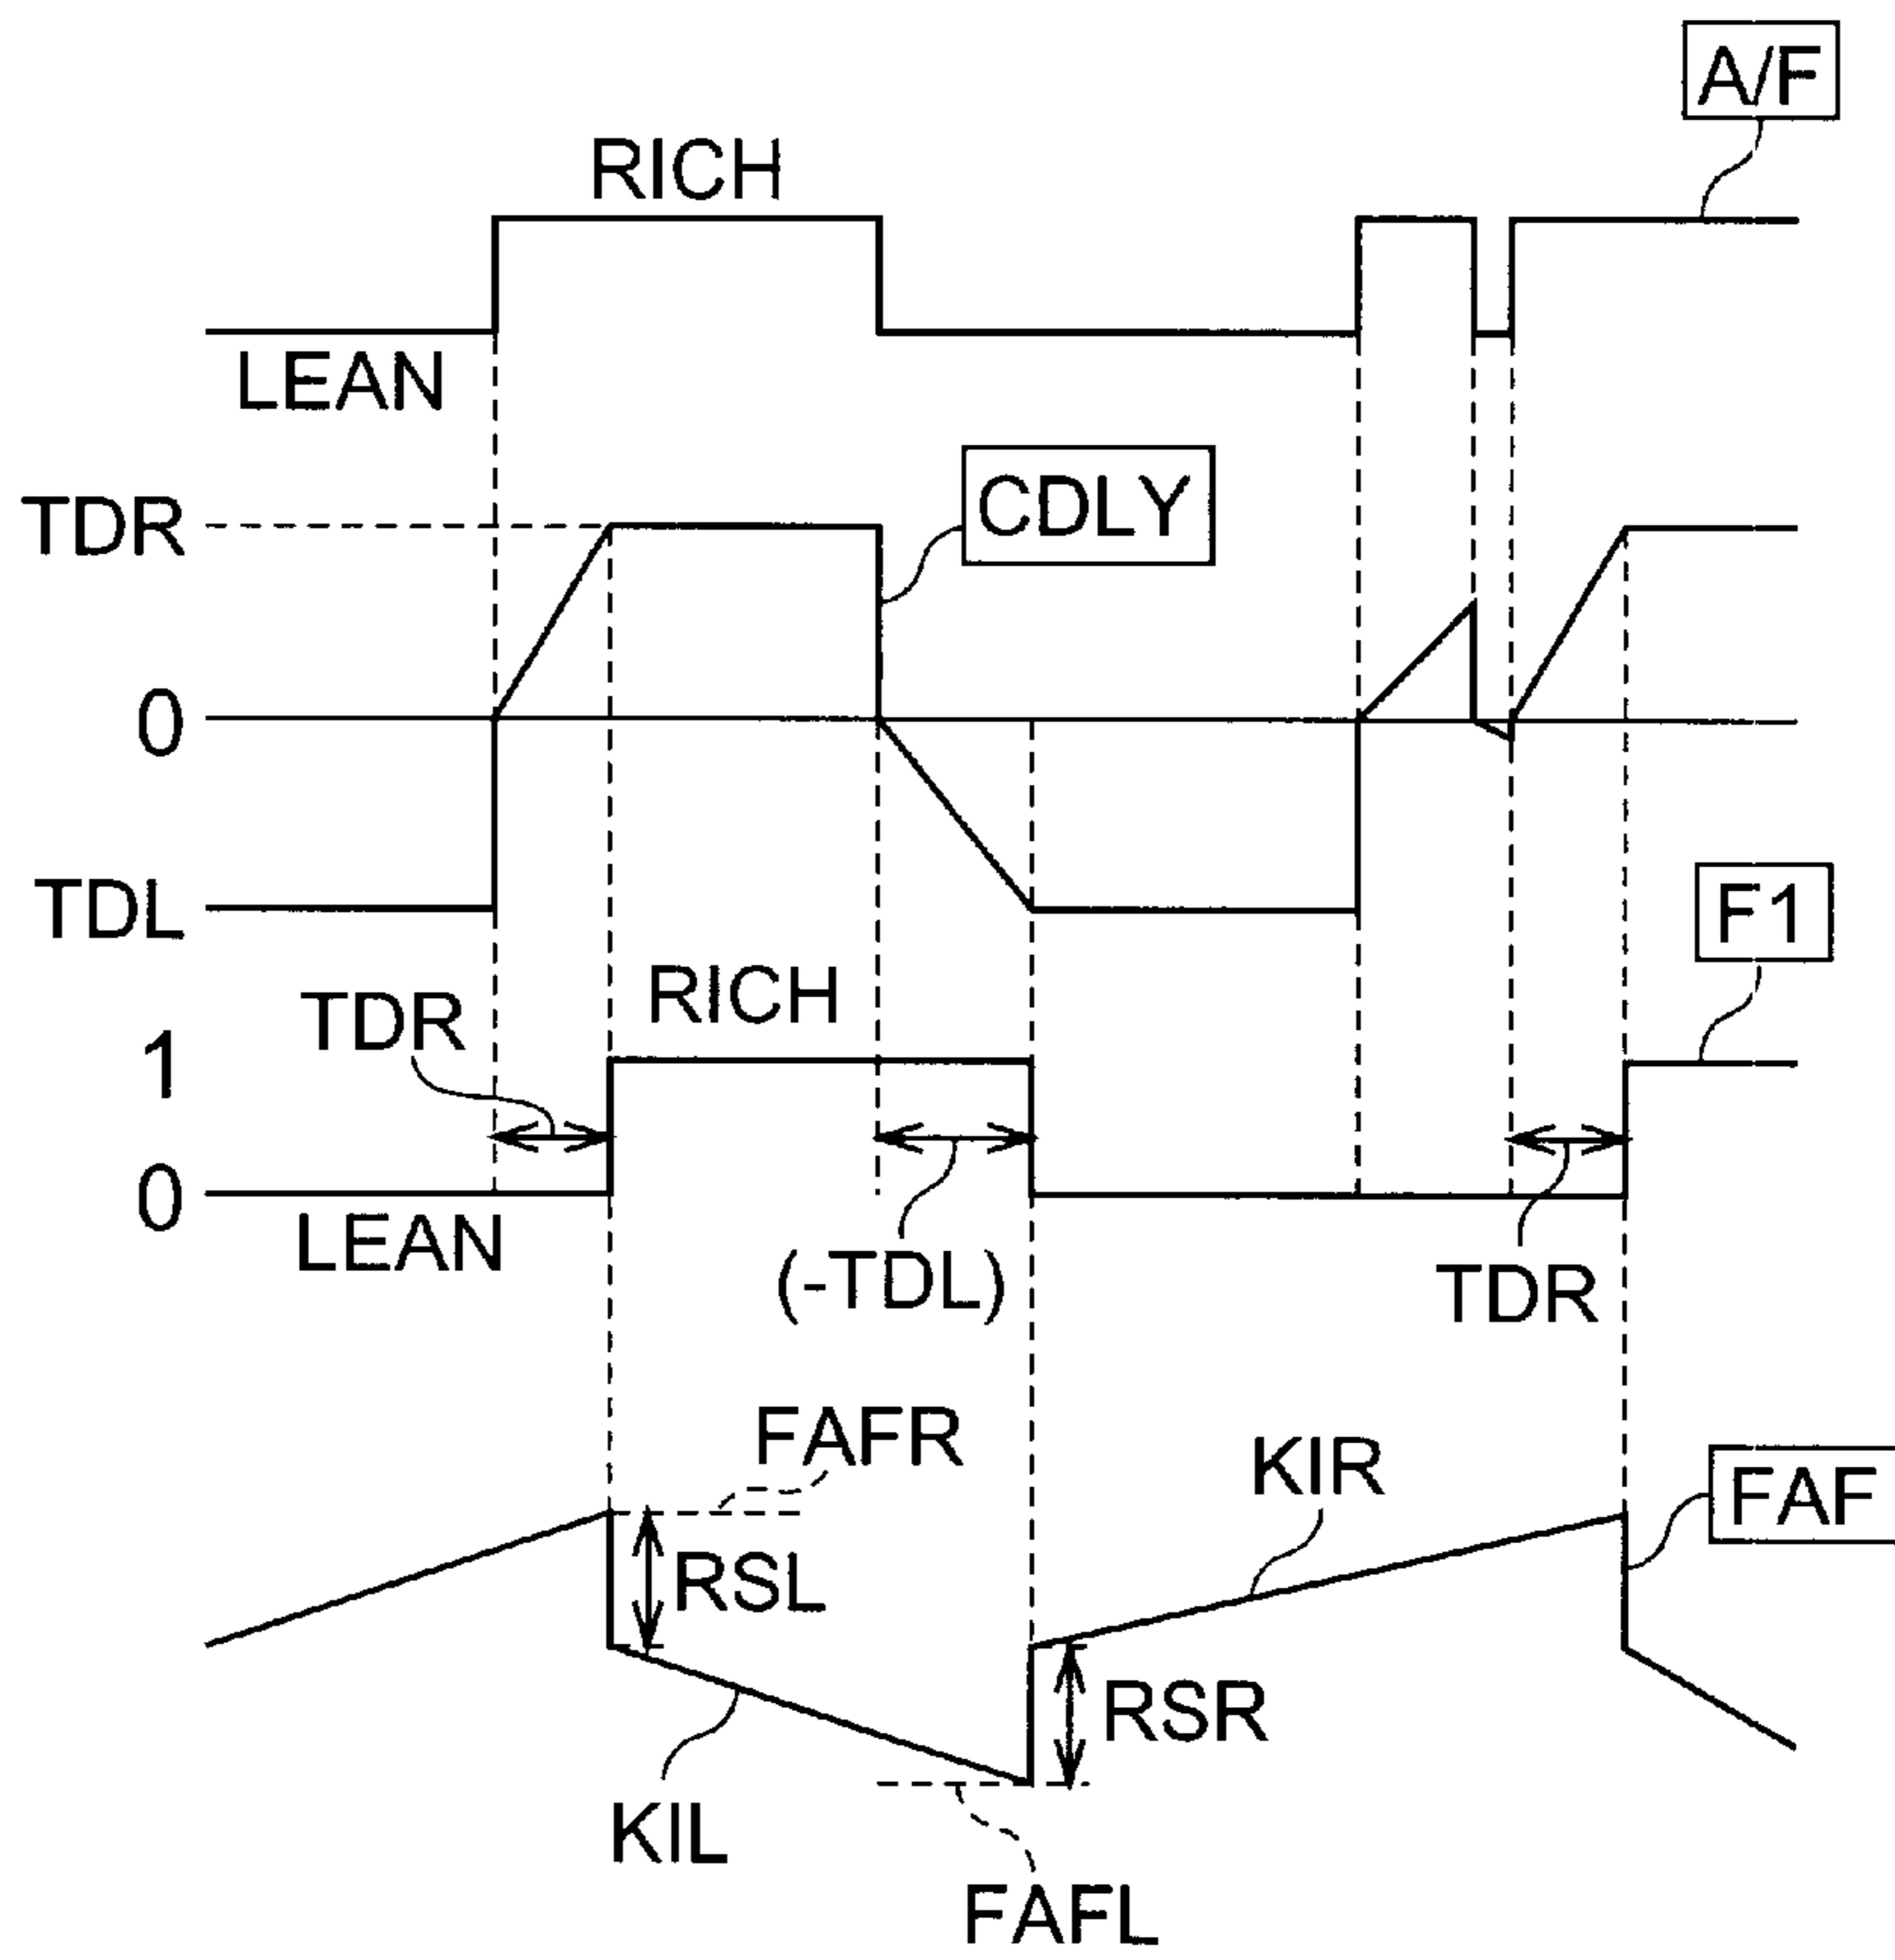 A/F
RICH
LEAN
CDLY
TDR
0
TDL
F1
RICH
TDR
1
0
LEAN
(-TDL)
TDR
FAFR
KIR
FAF
RSL
RSR
KIL
FAFL